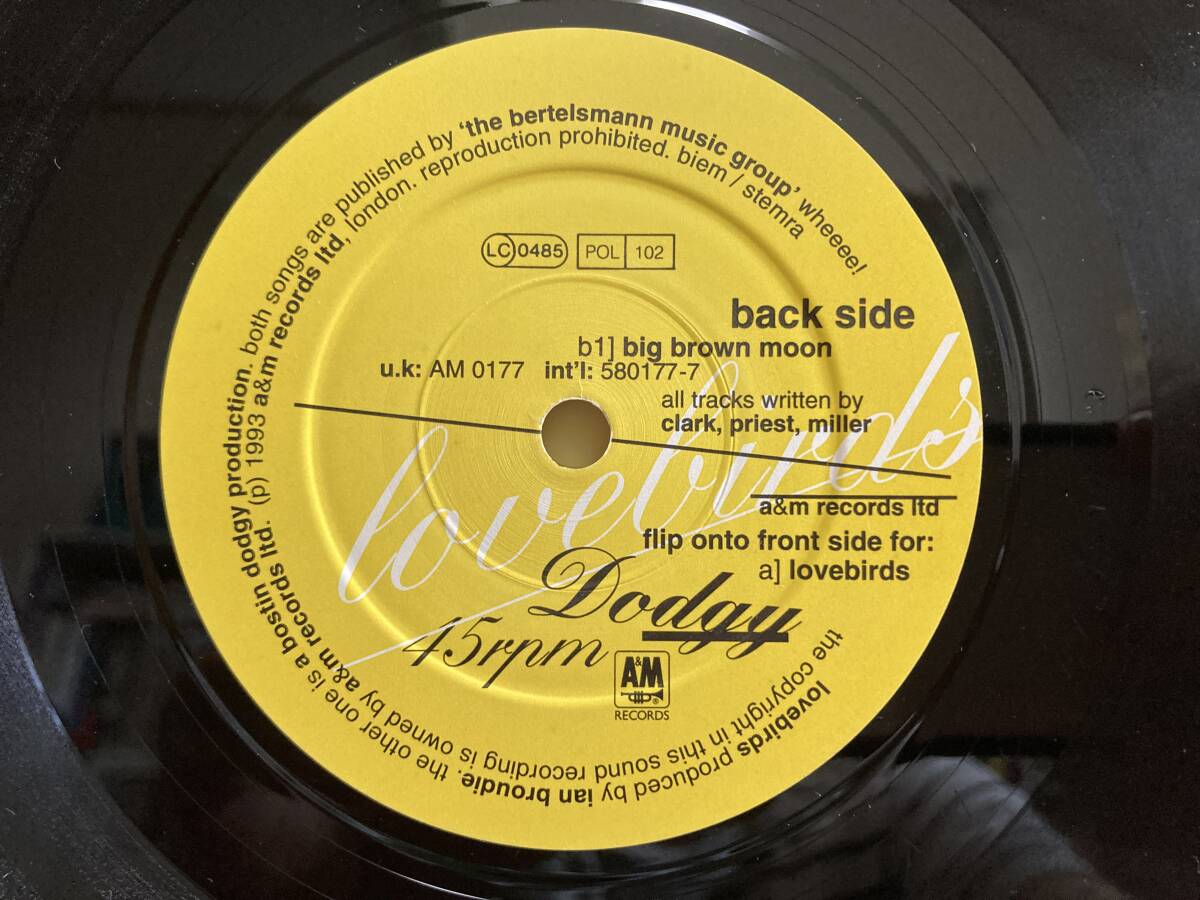 lovebirds produced by ian broudie. the other one is a bostin dodgy production. both songs are published by 'the bertelsmann music group' wheeee!
the copyright in this sound recording is owned by a&m records ltd. (p) 1993 a&m records ltd, london. reproduction prohibited. biem / stemra
LC 0485 POL 102
back side
b1] big brown moon
u.k: AM 0177 int'l: 580177-7
all tracks written by
clark, priest, miller
lovebirds
a&m records ltd
flip onto front side for:
a] lovebirds
Dodgy
45rpm
A&M
RECORDS